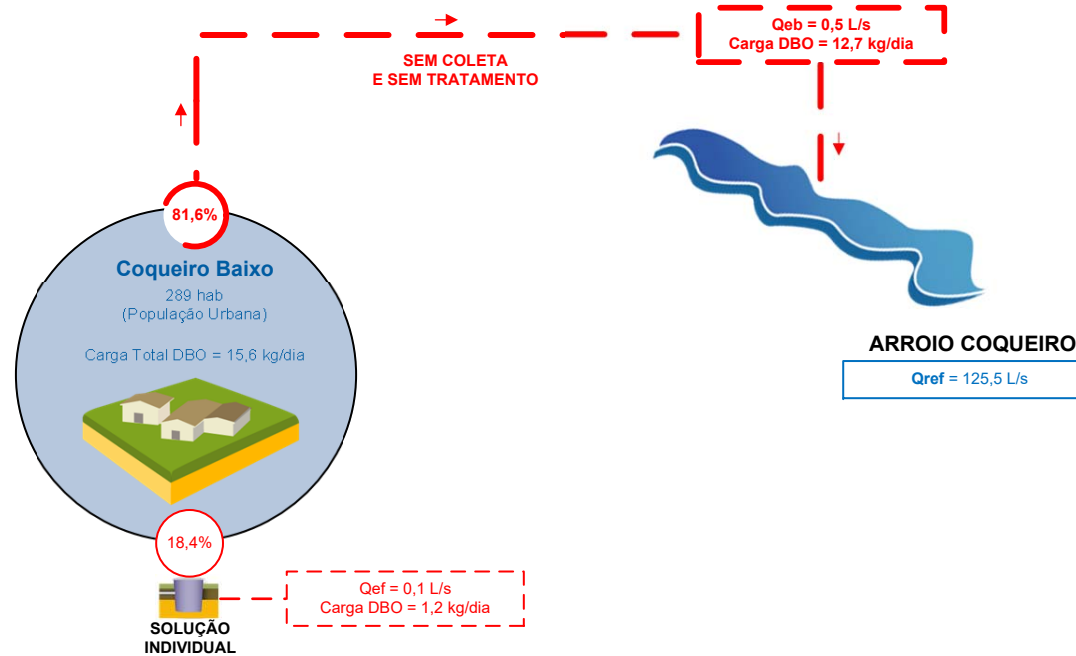 Qeb = 0,5 L/s
Carga DBO = 12,7 kg/dia
SEM COLETA
E SEM TRATAMENTO
81,6%
Coqueiro Baixo
289 hab
(População Urbana)
Carga Total DBO = 15,6 kg/dia
ARROIO COQUEIRO
Qref = 125,5 L/s
18,4%
Qef = 0,1 L/s
Carga DBO = 1,2 kg/dia
SOLUÇÃO
INDIVIDUAL